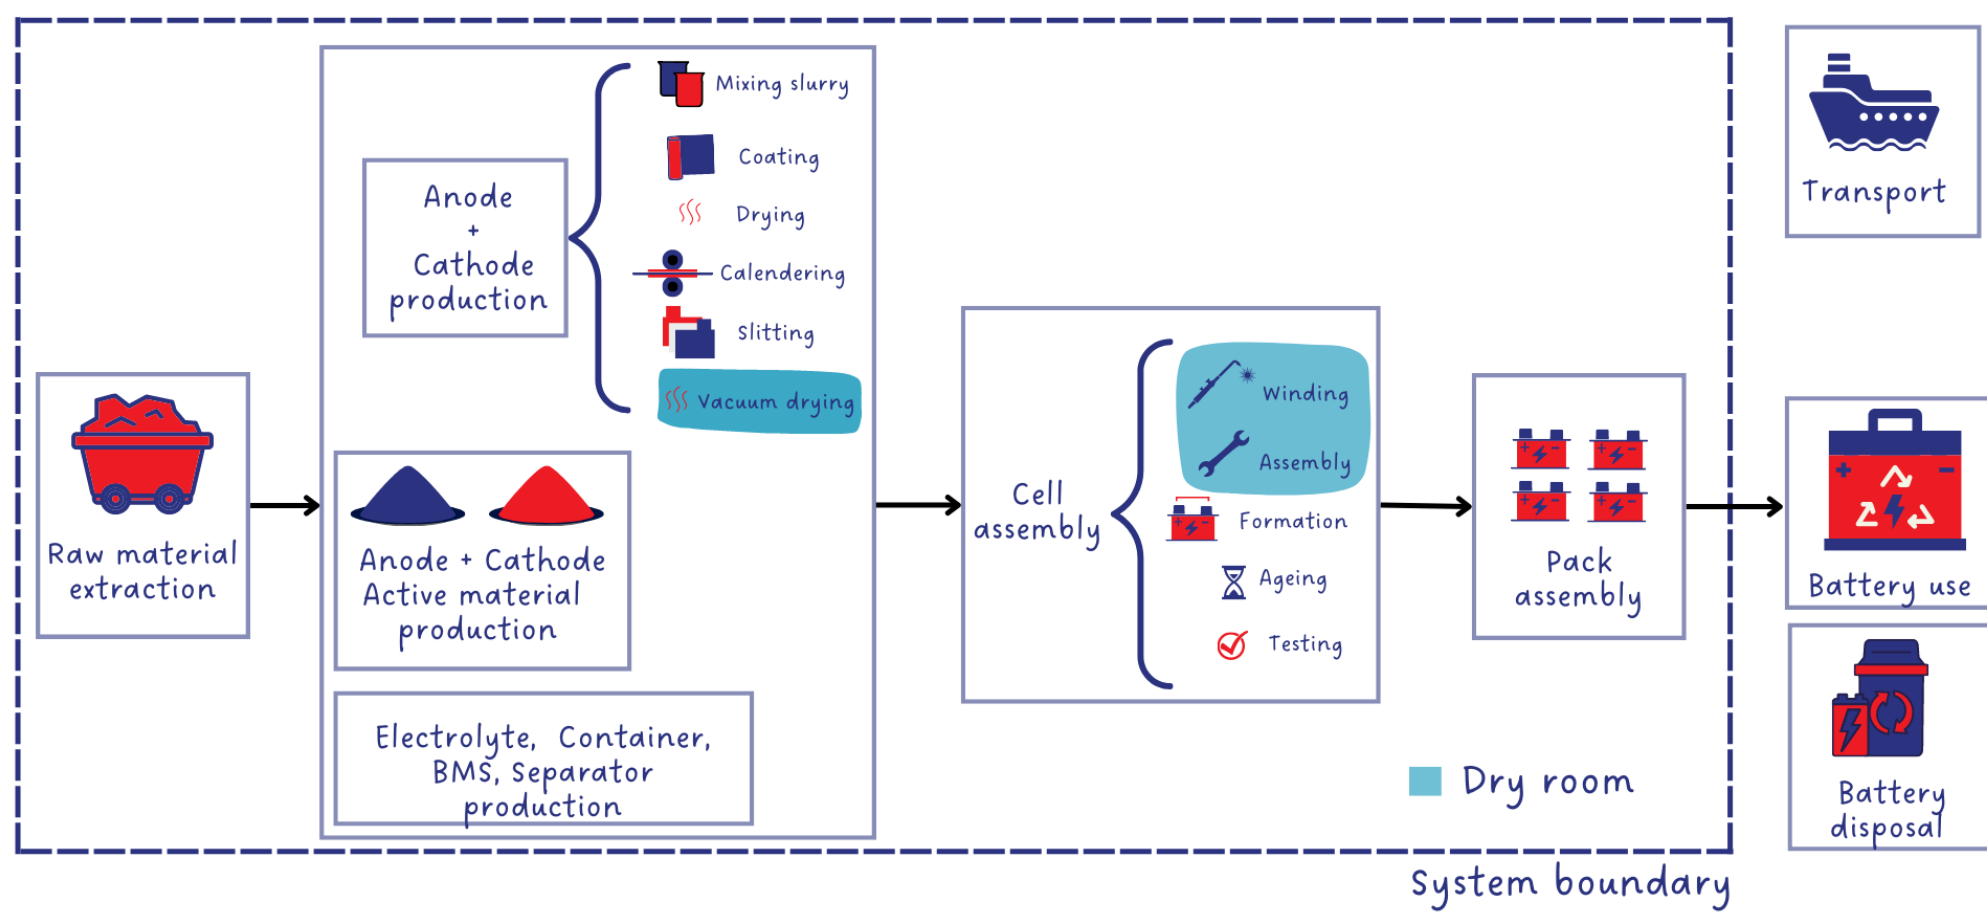 Mixing slurry
Coating
Drying
Calendering
Slitting
Vacuum drying
Anode
+
Cathode
production
Raw material
extraction
Anode + Cathode
Active material
production
Electrolyte, Container,
BMS, Separator
production
Cell
assembly
Winding
Assembly
Formation
Ageing
Testing
Pack
assembly
Dry room
System boundary
Transport
Battery use
Battery
disposal